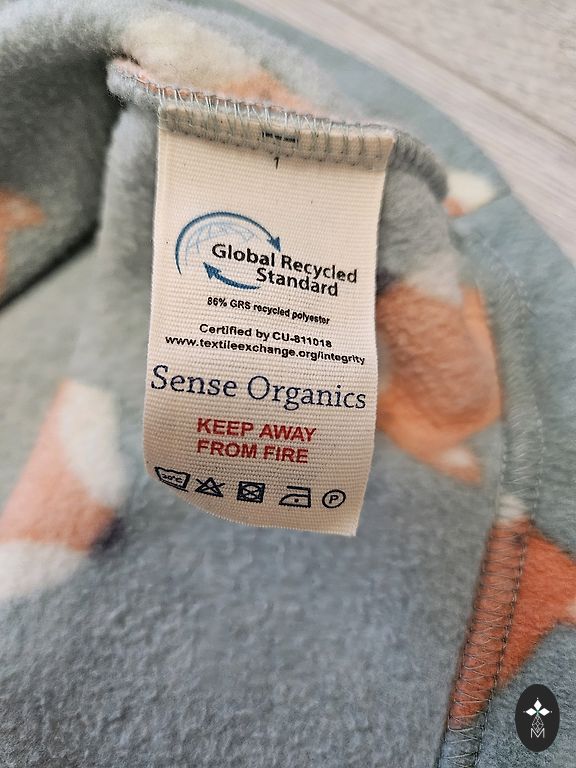 1
Global Recycled
Standard
86% GRS recycled polyester
Certified by CU-811018
www.textileexchange.org/integrity
Sense Organics
KEEP AWAY
FROM FIRE
P
M